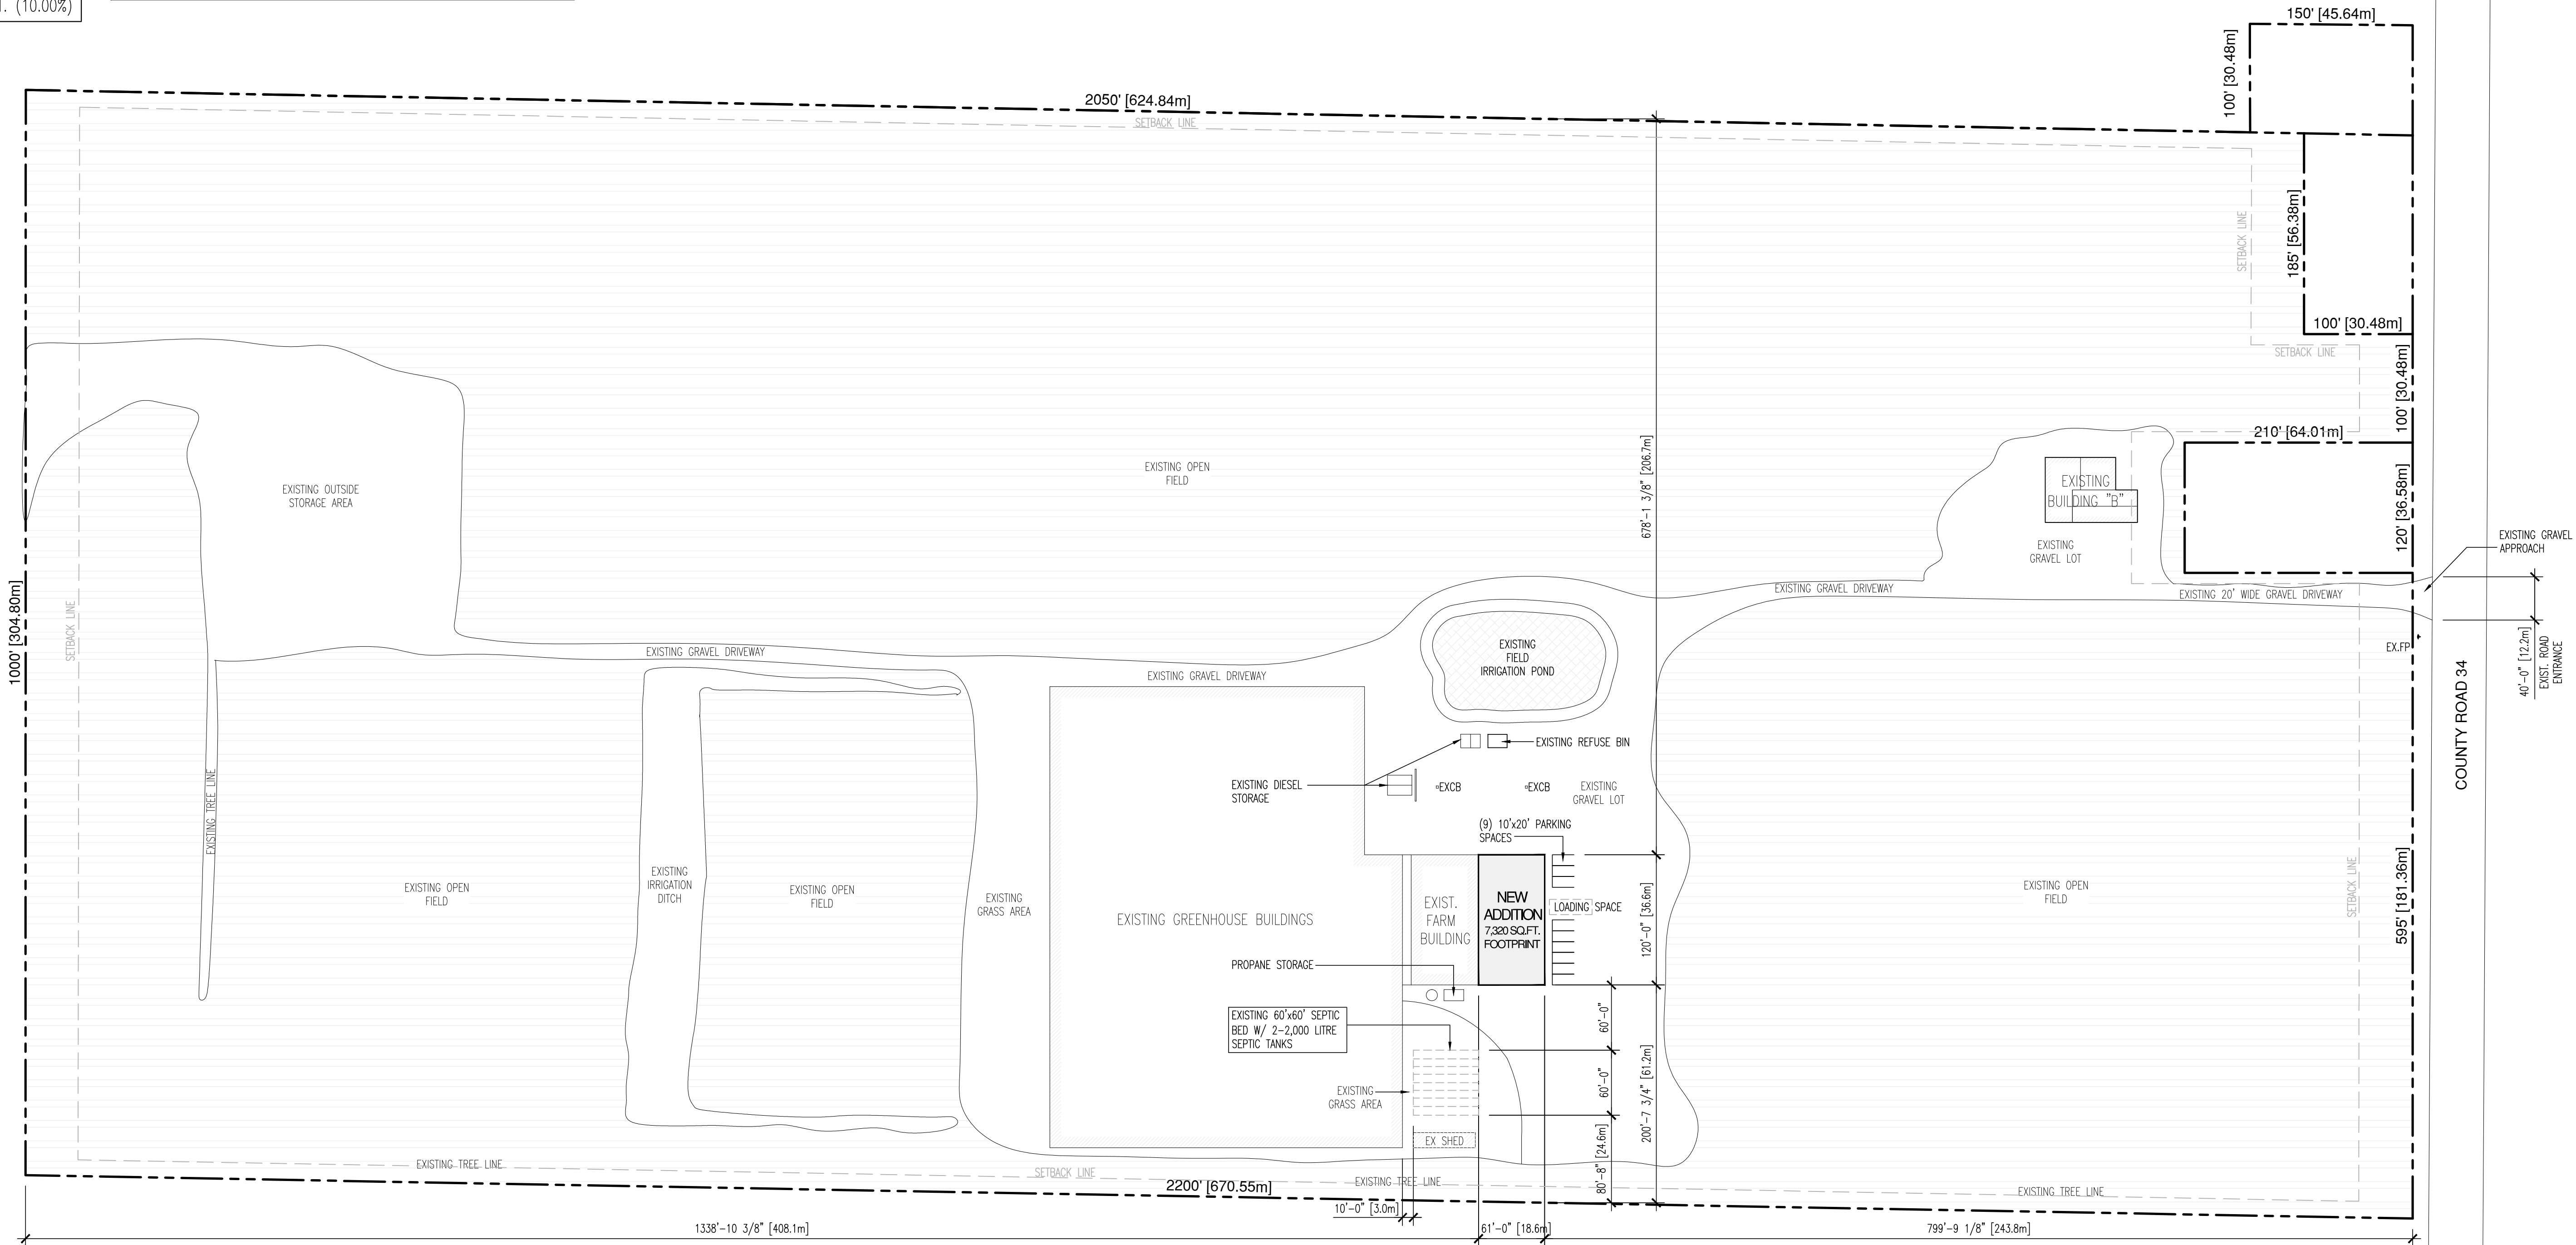 (10.00%)
150' [45.64m]
100' [30.48m]
2050' [624.84m]
SETBACK LINE
185' [56.38m]
SETBACK LINE
100' [30.48m]
SETBACK LINE
100' [30.48m]
210' [64.01m]
120' [36.58m]
678'-1 3/8" [206.7m]
EXISTING OPEN
FIELD
EXISTING OUTSIDE
STORAGE AREA
EXISTING
BUILDING "B"
EXISTING
GRAVEL LOT
EXISTING GRAVEL
APPROACH
1000' [304.80m]
SETBACK LINE
EXISTING GRAVEL DRIVEWAY
EXISTING 20' WIDE GRAVEL DRIVEWAY
40'-0" [12.2m]
EXIST. ROAD
ENTRANCE
EX.FP
COUNTY ROAD 34
EXISTING
FIELD
IRRIGATION POND
EXISTING GRAVEL DRIVEWAY
EXISTING GRAVEL DRIVEWAY
EXISTING REFUSE BIN
EXISTING DIESEL
STORAGE
EXCB
EXCB
EXISTING
GRAVEL LOT
(9) 10'x20' PARKING
SPACES
EXISTING TREE LINE
EXISTING OPEN
FIELD
EXISTING
IRRIGATION
DITCH
EXISTING OPEN
FIELD
EXISTING
GRASS AREA
EXISTING GREENHOUSE BUILDINGS
EXIST.
FARM
BUILDING
NEW
ADDITION
7,320 SQ.FT.
FOOTPRINT
LOADING SPACE
120'-0" [36.6m]
EXISTING OPEN
FIELD
SETBACK LINE
595' [181.36m]
PROPANE STORAGE
EXISTING 60'x60' SEPTIC
BED W/ 2-2,000 LITRE
SEPTIC TANKS
60'-0"
60'-0"
200'-7 3/4" [61.2m]
80'-8" [24.6m]
EXISTING
GRASS AREA
EX SHED
EXISTING TREE LINE
SETBACK LINE
2200' [670.55m]
EXISTING TREE LINE
EXISTING TREE LINE
10'-0" [3.0m]
1338'-10 3/8" [408.1m]
61'-0" [18.6m]
799'-9 1/8" [243.8m]